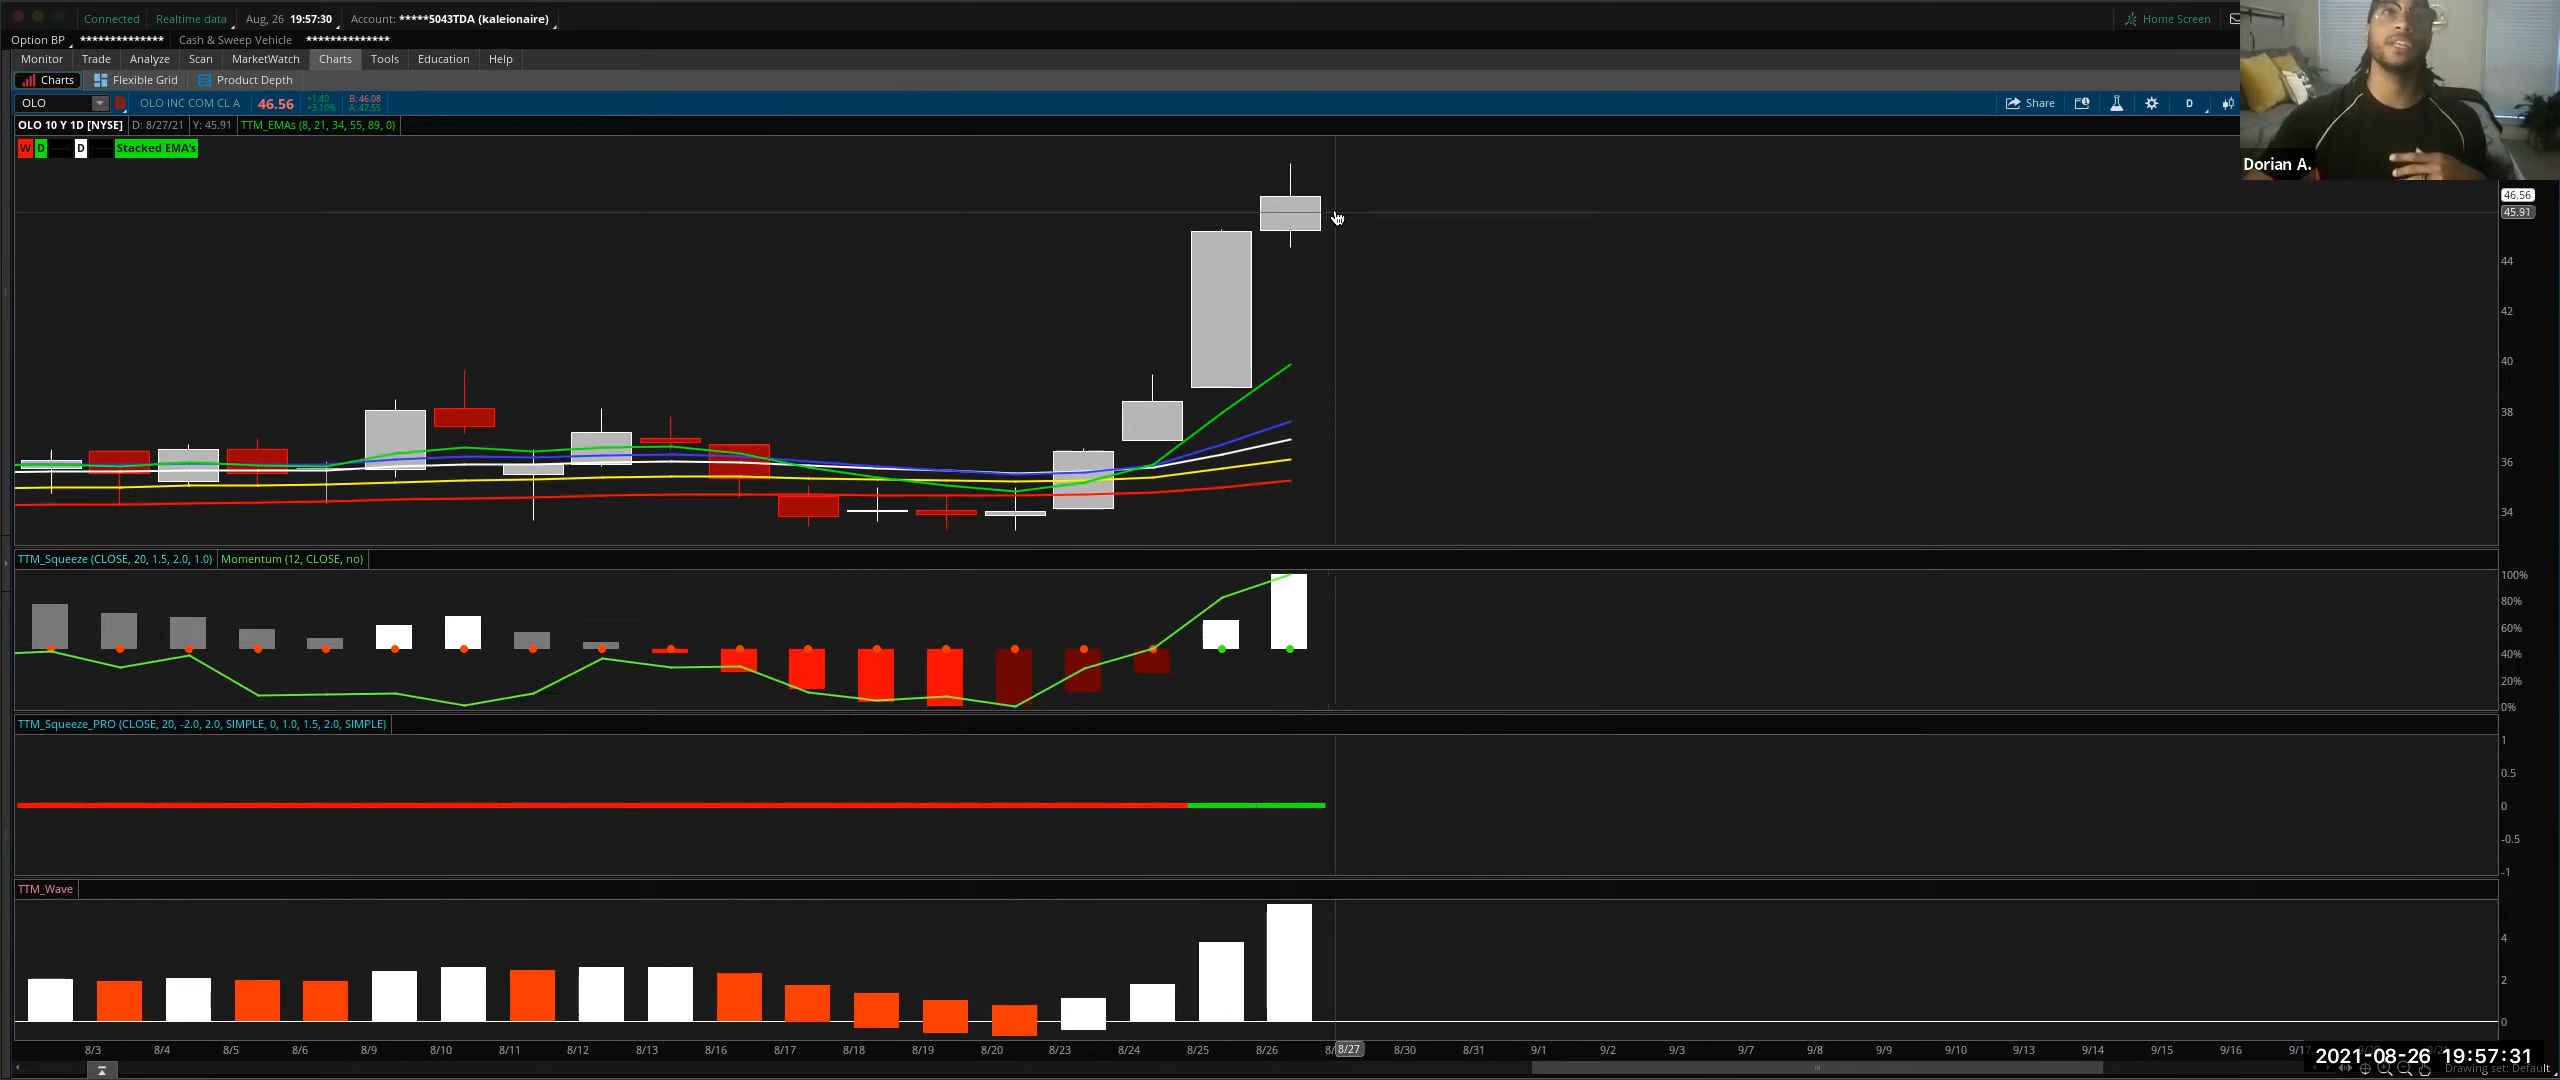 Connected Realtime data Aug, 26 19:57:30 Account: *****5043TDA (kaleionaire) Home Screen
Option BP ************** Cash & Sweep Vehicle **************
Monitor Trade Analyze Scan MarketWatch Charts Tools Education Help
Charts Flexible Grid Product Depth
OLO OLO INC COM CL A 46.56 +1.40 +3.10% B: 46.08 A: 47.55 Share D
OLO 10 Y 1D [NYSE] D: 8/27/21 Y: 45.91 TTM_EMAs (8, 21, 34, 55, 89, 0)
W D D Stacked EMA's
Dorian A.
46.56
45.91
44
42
40
38
36
34
TTM_Squeeze (CLOSE, 20, 1.5, 2.0, 1.0) Momentum (12, CLOSE, no)
100%
80%
60%
40%
20%
0%
TTM_Squeeze_PRO (CLOSE, 20, -2.0, 2.0, SIMPLE, 0, 1.0, 1.5, 2.0, SIMPLE)
1
0.5
0
-0.5
-1
TTM_Wave
4
2
0
8/3 8/4 8/5 8/6 8/9 8/10 8/11 8/12 8/13 8/16 8/17 8/18 8/19 8/20 8/23 8/24 8/25 8/26 8/27 8/30 8/31 9/1 9/2 9/3 9/7 9/8 9/9 9/10 9/13 9/14 9/15 9/16
2021-08-26 19:57:31
Drawing set: Default